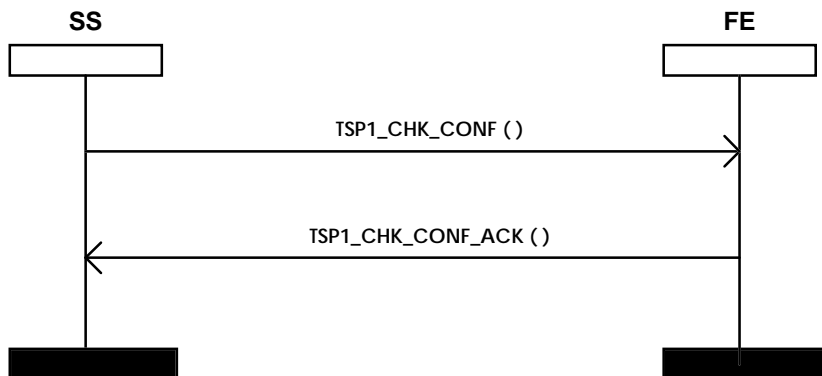 SS FE
TSP1_CHK_CONF ( )
TSP1_CHK_CONF_ACK ( )